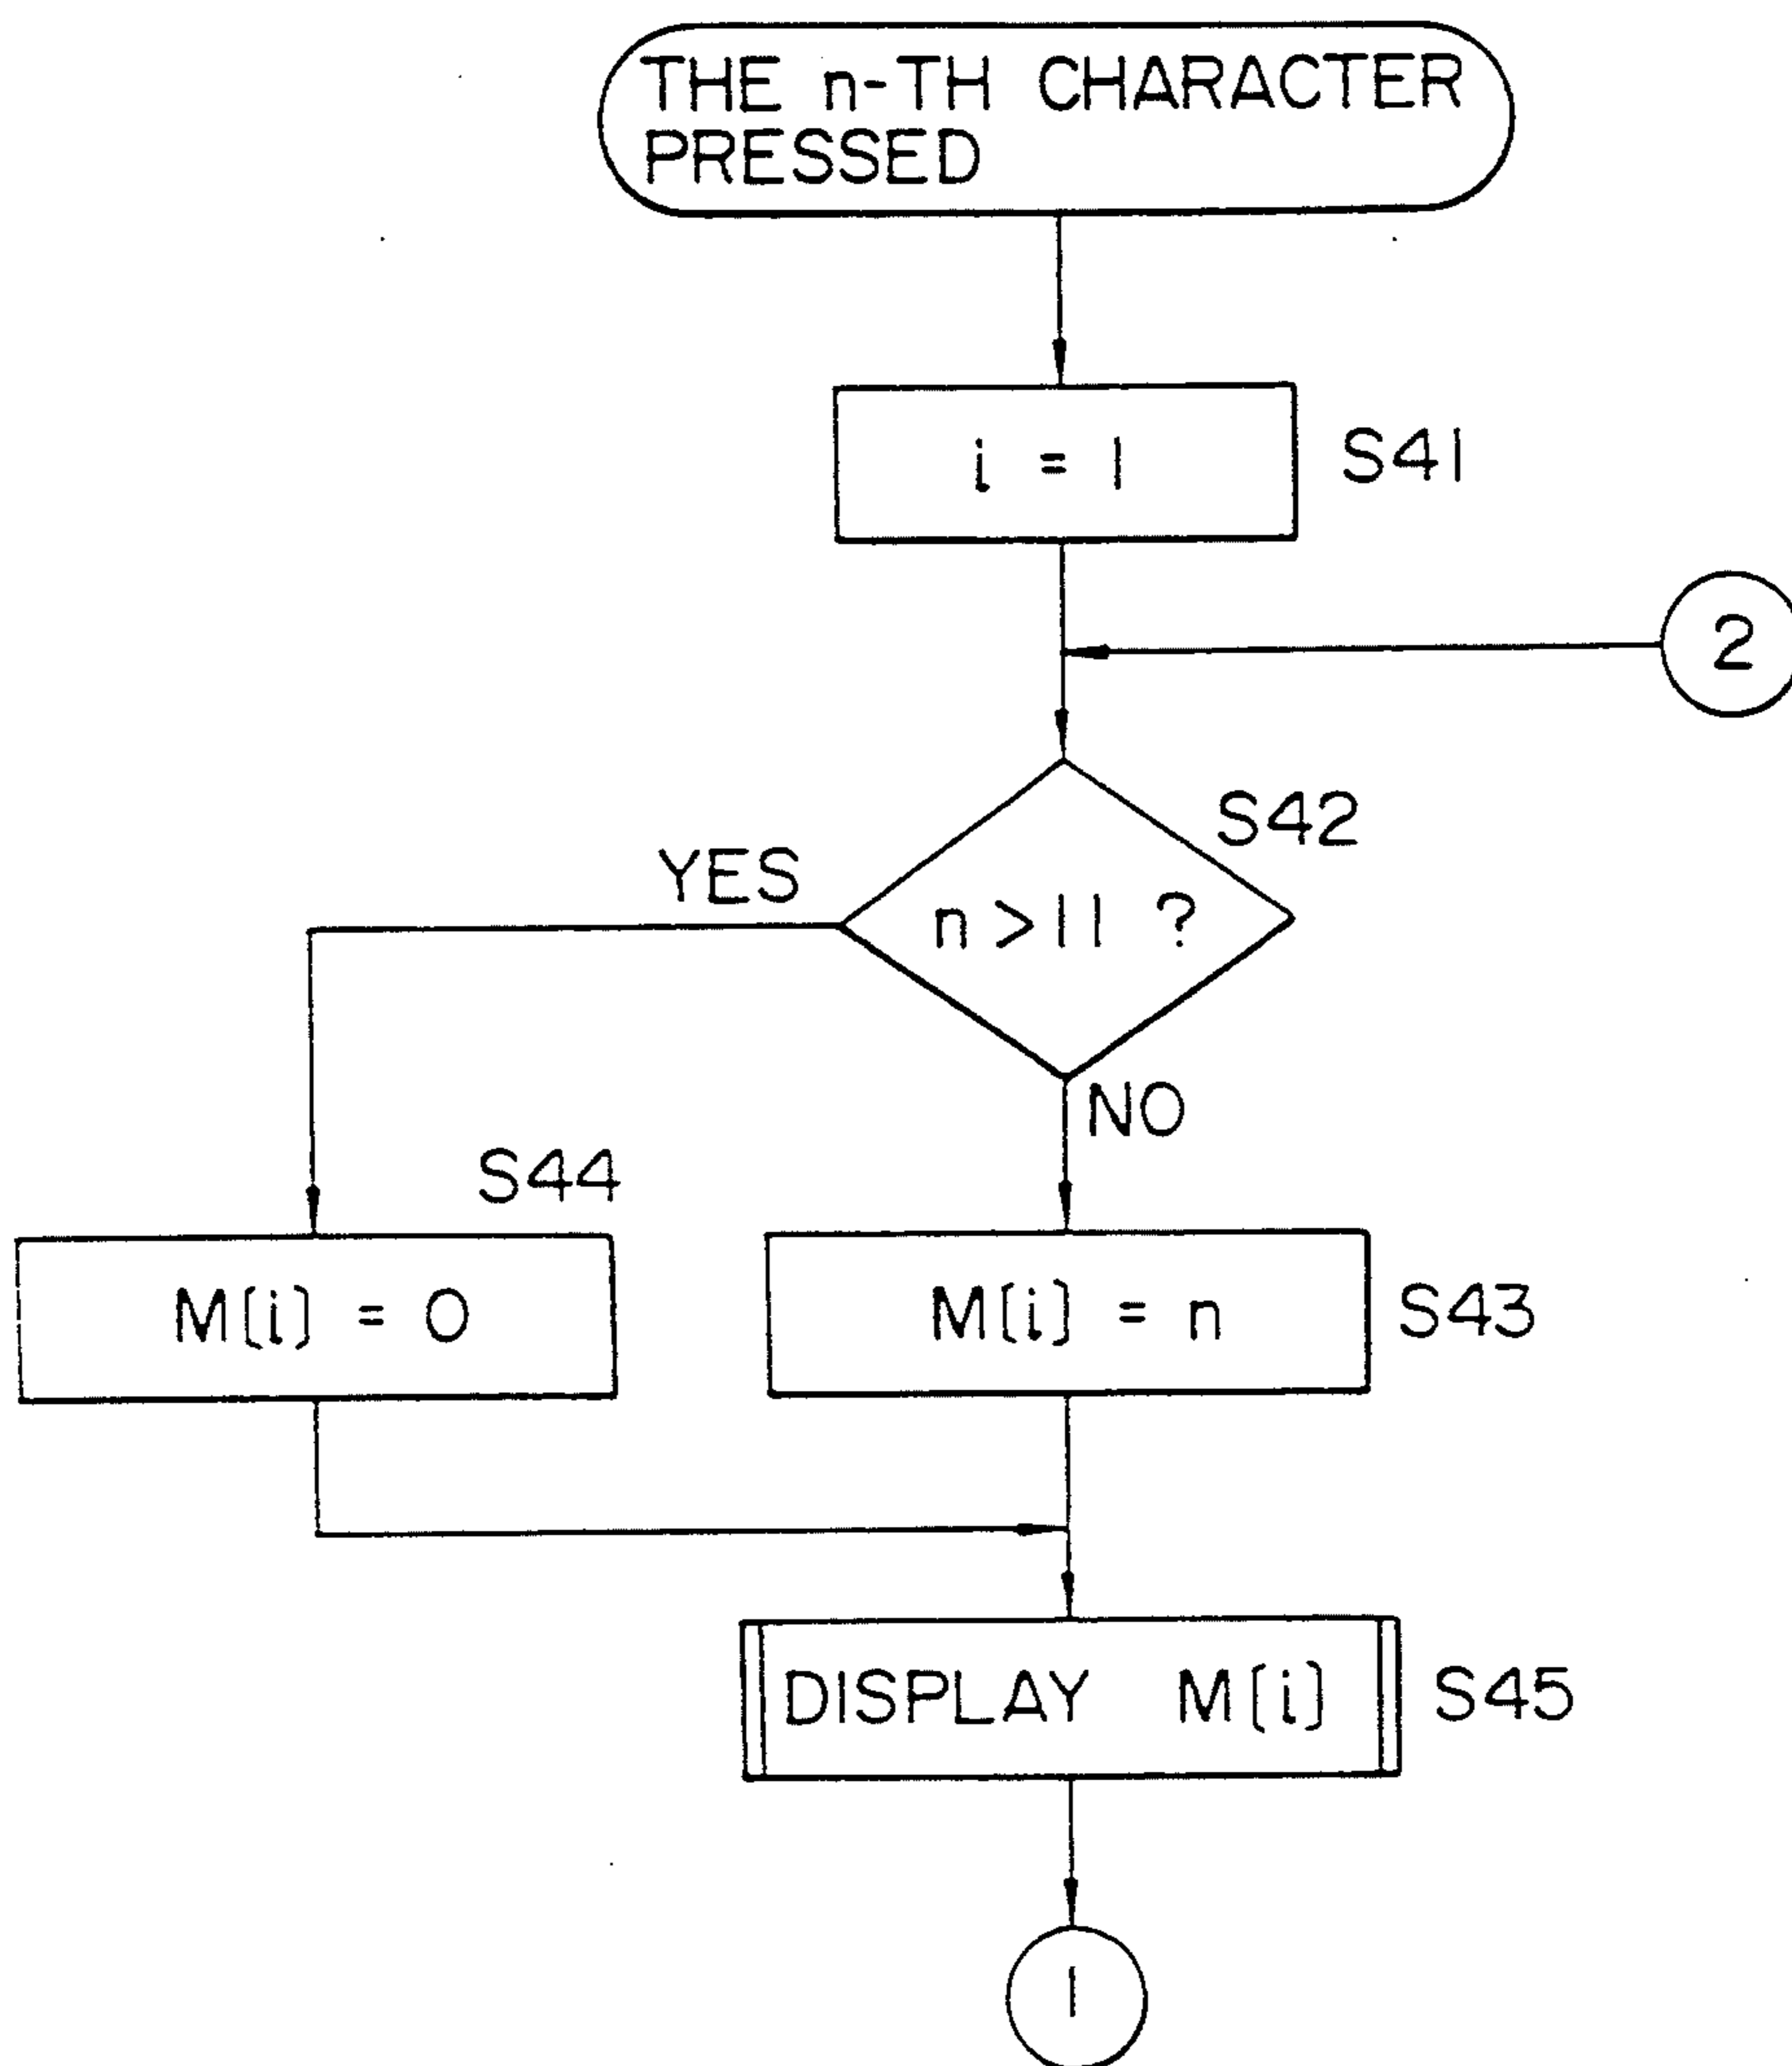 THE n-TH CHARACTER
PRESSED
i = 1
S41
2
S42
YES
n > 11 ?
NO
S44
M[i] = 0
M[i] = n
S43
DISPLAY M[i]
S45
1